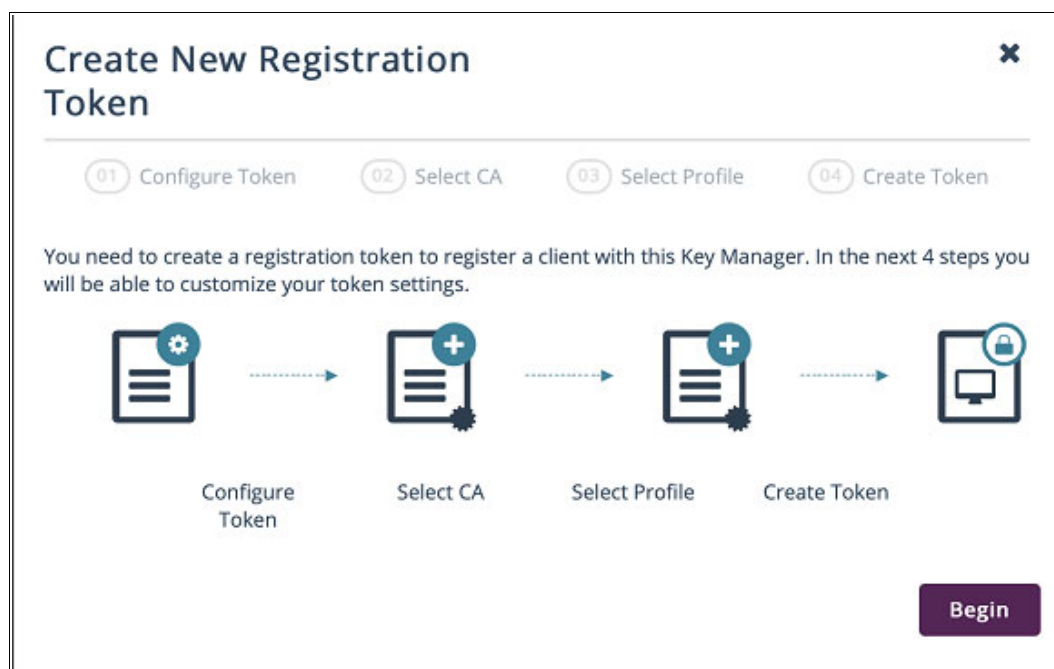 Create New Registration
Token
01 Configure Token 02 Select CA 03 Select Profile 04 Create Token
You need to create a registration token to register a client with this Key Manager. In the next 4 steps you
will be able to customize your token settings.
Configure Select CA Select Profile Create Token
Token
Begin